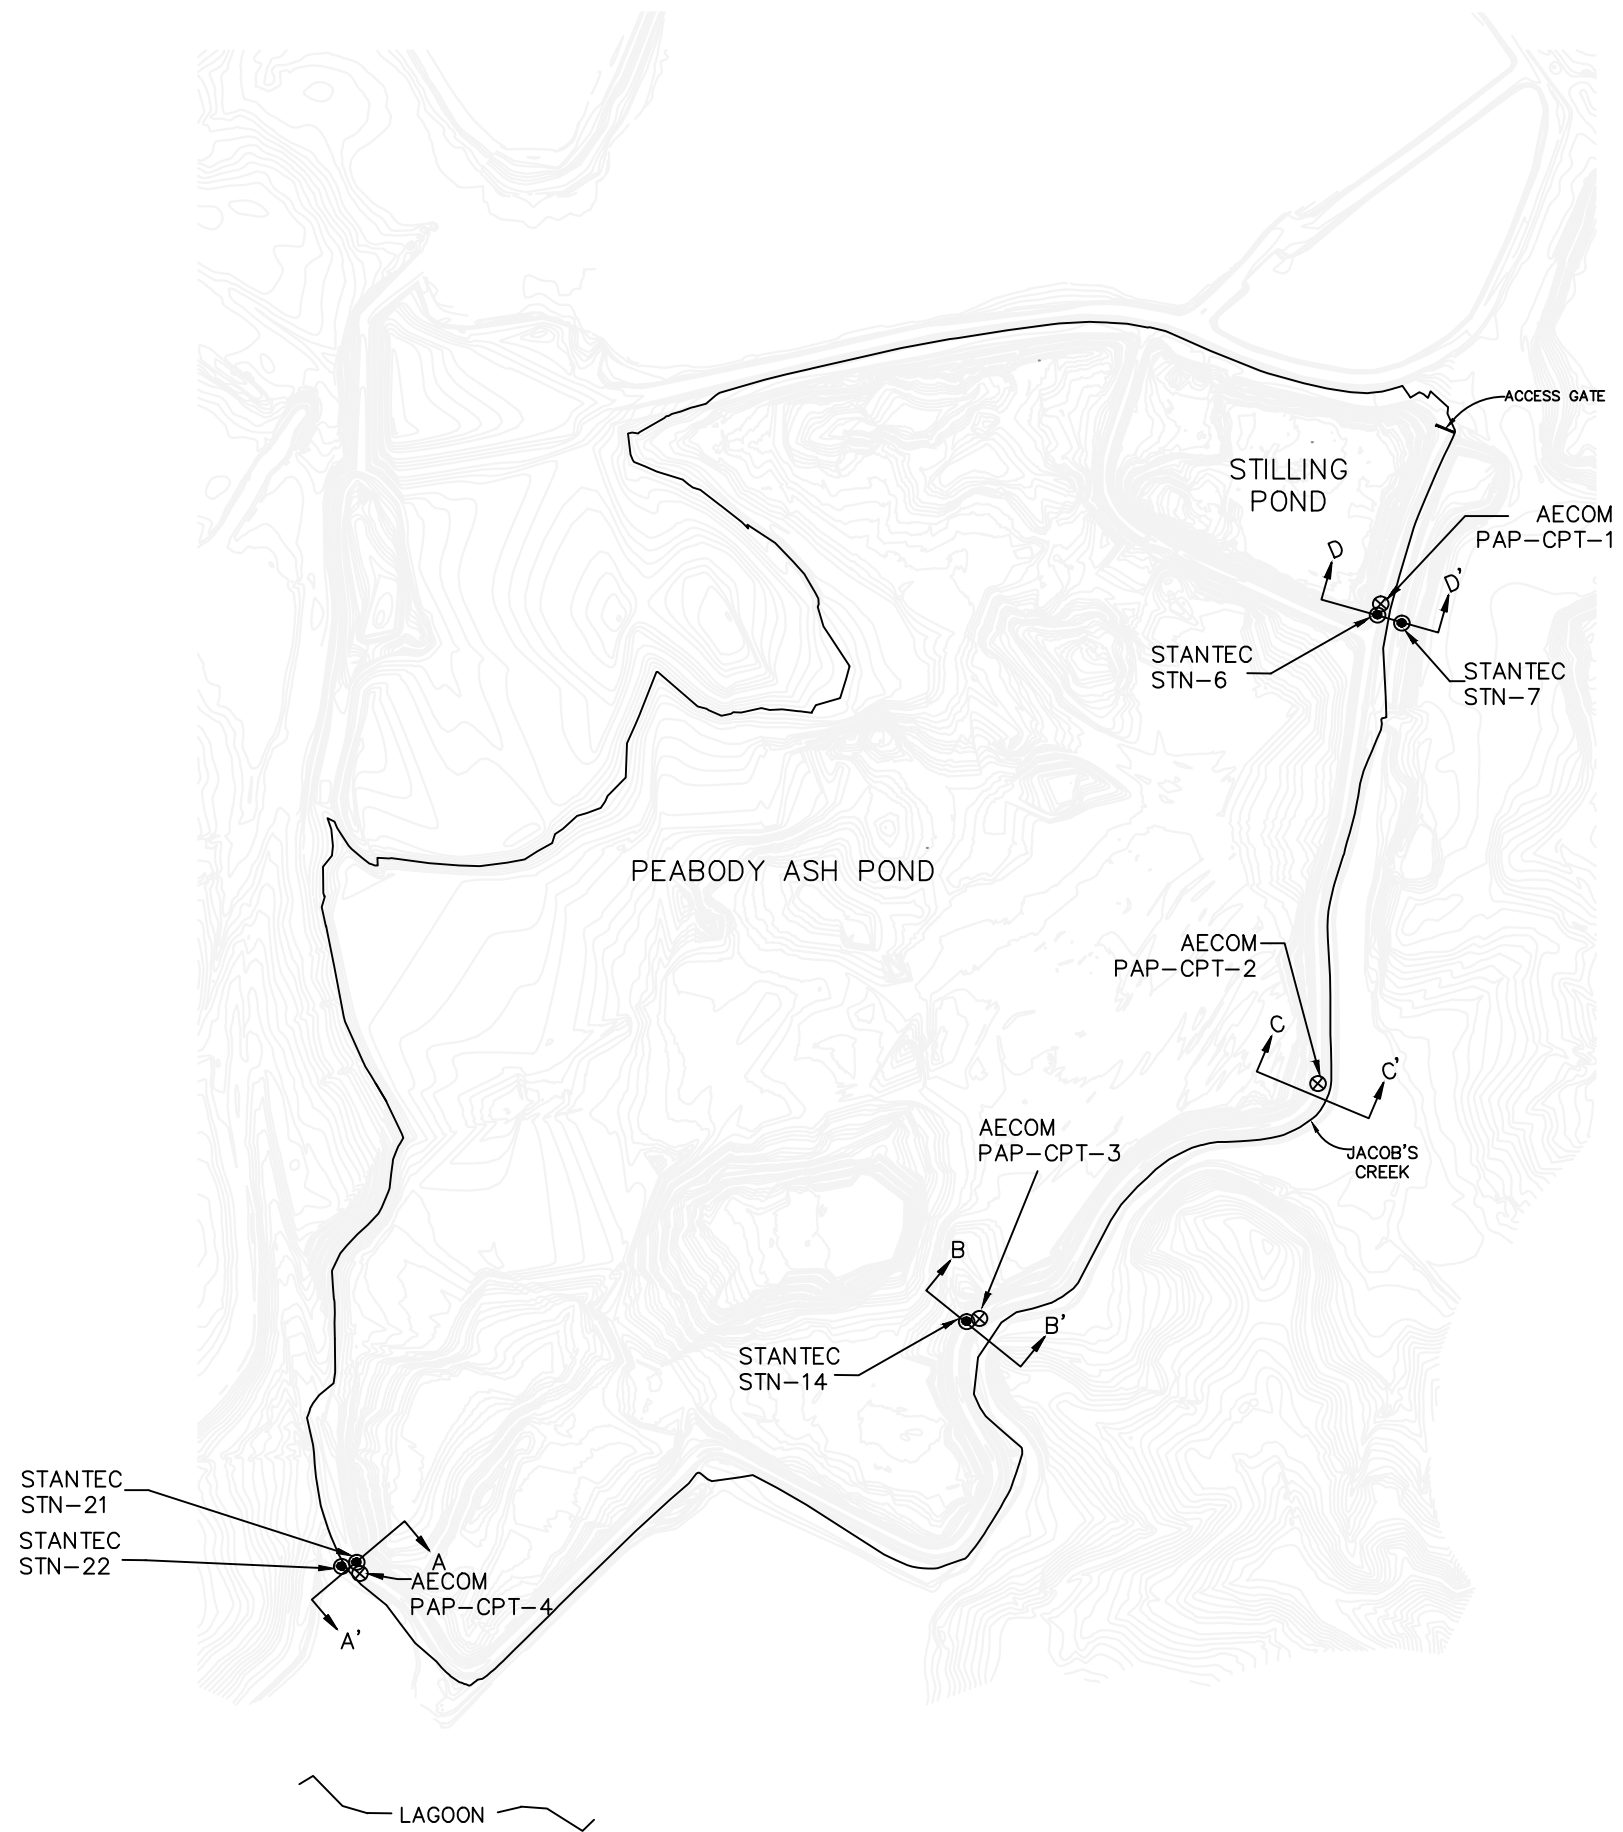 ACCESS GATE
STILLING
POND
AECOM
PAP-CPT-1
D
D'
STANTEC
STN-6
STANTEC
STN-7
PEABODY ASH POND
AECOM
PAP-CPT-2
C
C'
AECOM
PAP-CPT-3
JACOB'S
CREEK
B
B'
STANTEC
STN-14
STANTEC
STN-21
STANTEC
STN-22
A
AECOM
PAP-CPT-4
A'
LAGOON